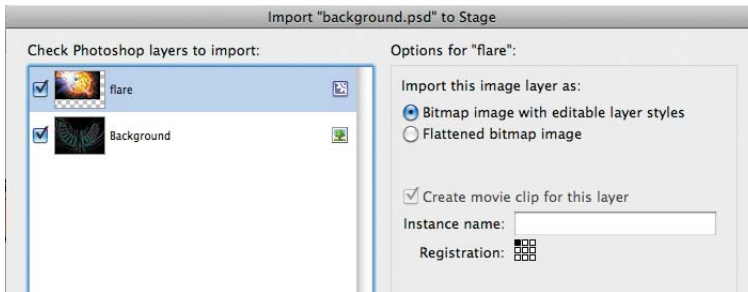 Import "background.psd" to Stage
Check Photoshop layers to import:
flare
Background
Options for "flare":
Import this image layer as:
Bitmap image with editable layer styles
Flattened bitmap image
Create movie clip for this layer
Instance name:
Registration: